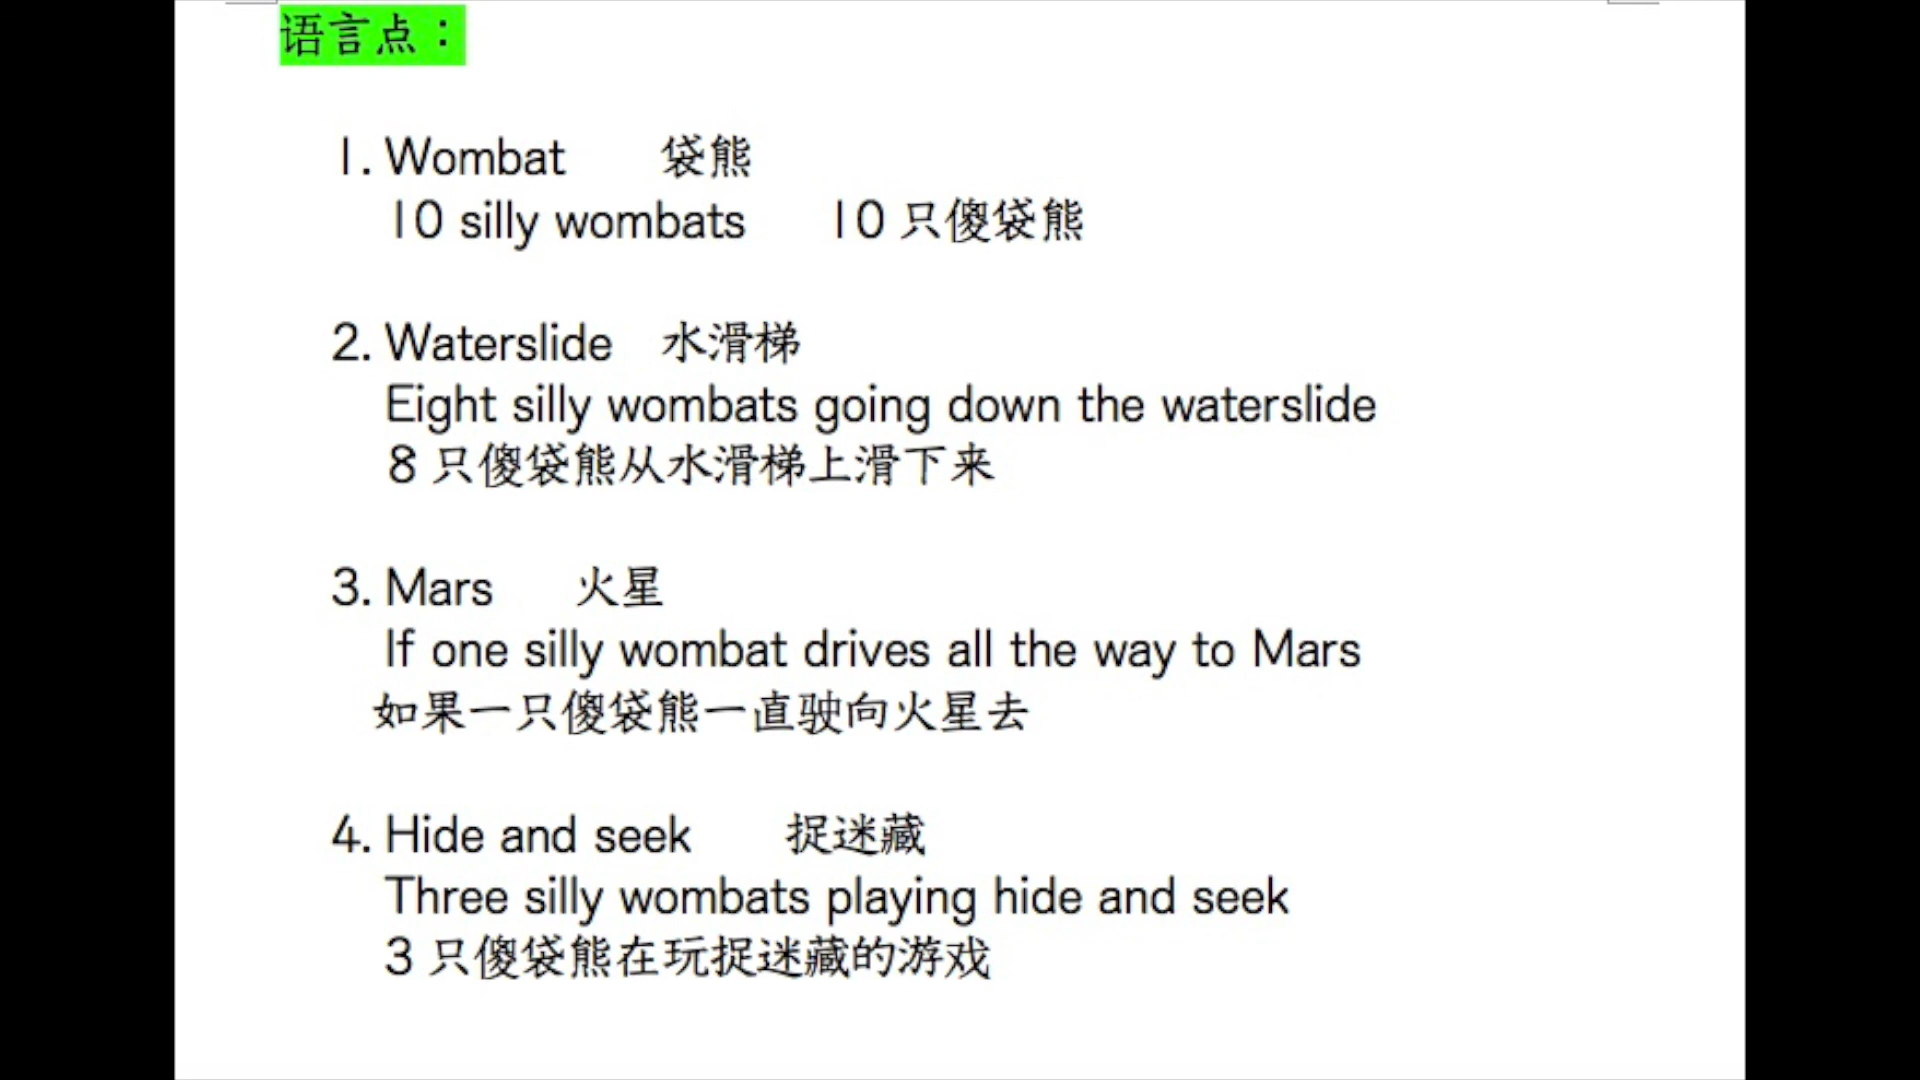 语言点：
1. Wombat 袋熊
10 silly wombats 10 只傻袋熊
2. Waterslide 水滑梯
Eight silly wombats going down the waterslide
8 只傻袋熊从水滑梯上滑下来
3. Mars 火星
If one silly wombat drives all the way to Mars
如果一只傻袋熊一直驶向火星去
4. Hide and seek 捉迷藏
Three silly wombats playing hide and seek
3 只傻袋熊在玩捉迷藏的游戏